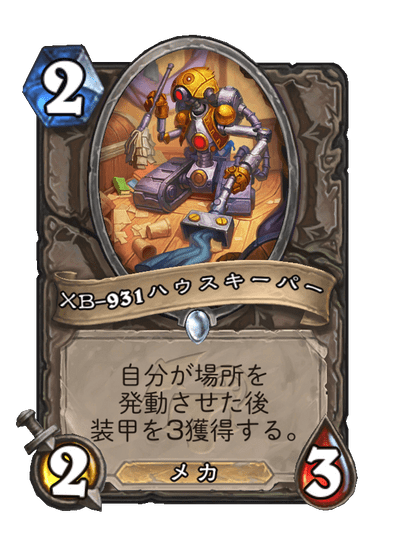 2
XB-931ハウスキーパー
自分が場所を
発動させた後
装甲を3獲得する。
2
メカ
3